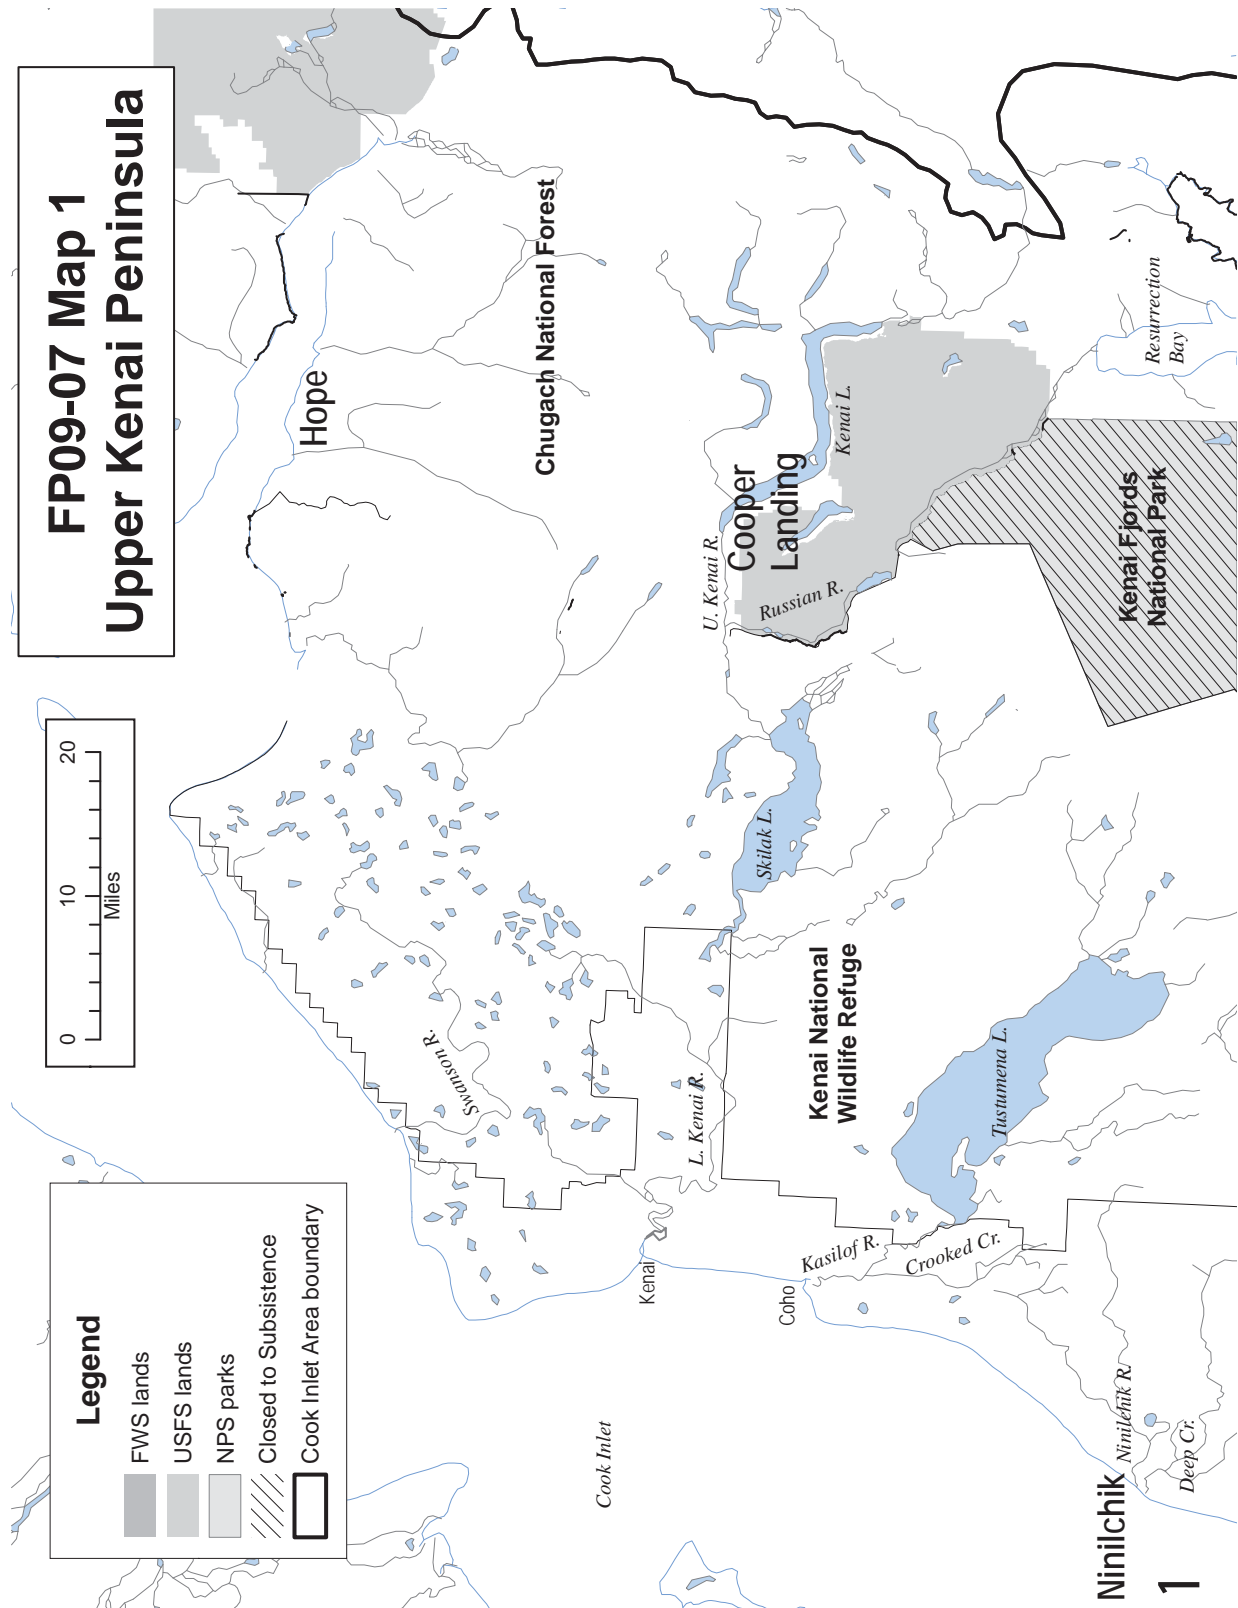 FP09-07 Map 1
Upper Kenai Peninsula
0
10
20
Miles
Legend
FWS lands
USFS lands
NPS parks
Closed to Subsistence
Cook Inlet Area boundary
Hope
Chugach National Forest
Swanson R.
Kenai
L. Kenai R.
U. Kenai R.
Cooper
Landing
Kenai L.
Russian R.
Skilak L.
Cook Inlet
Coho
Kasilof R.
Crooked Cr.
Kenai National
Wildlife Refuge
Tustumena L.
Kenai Fjords
National Park
Resurrection
Bay
Ninilchik
Ninilchik R.
Deep Cr.
1